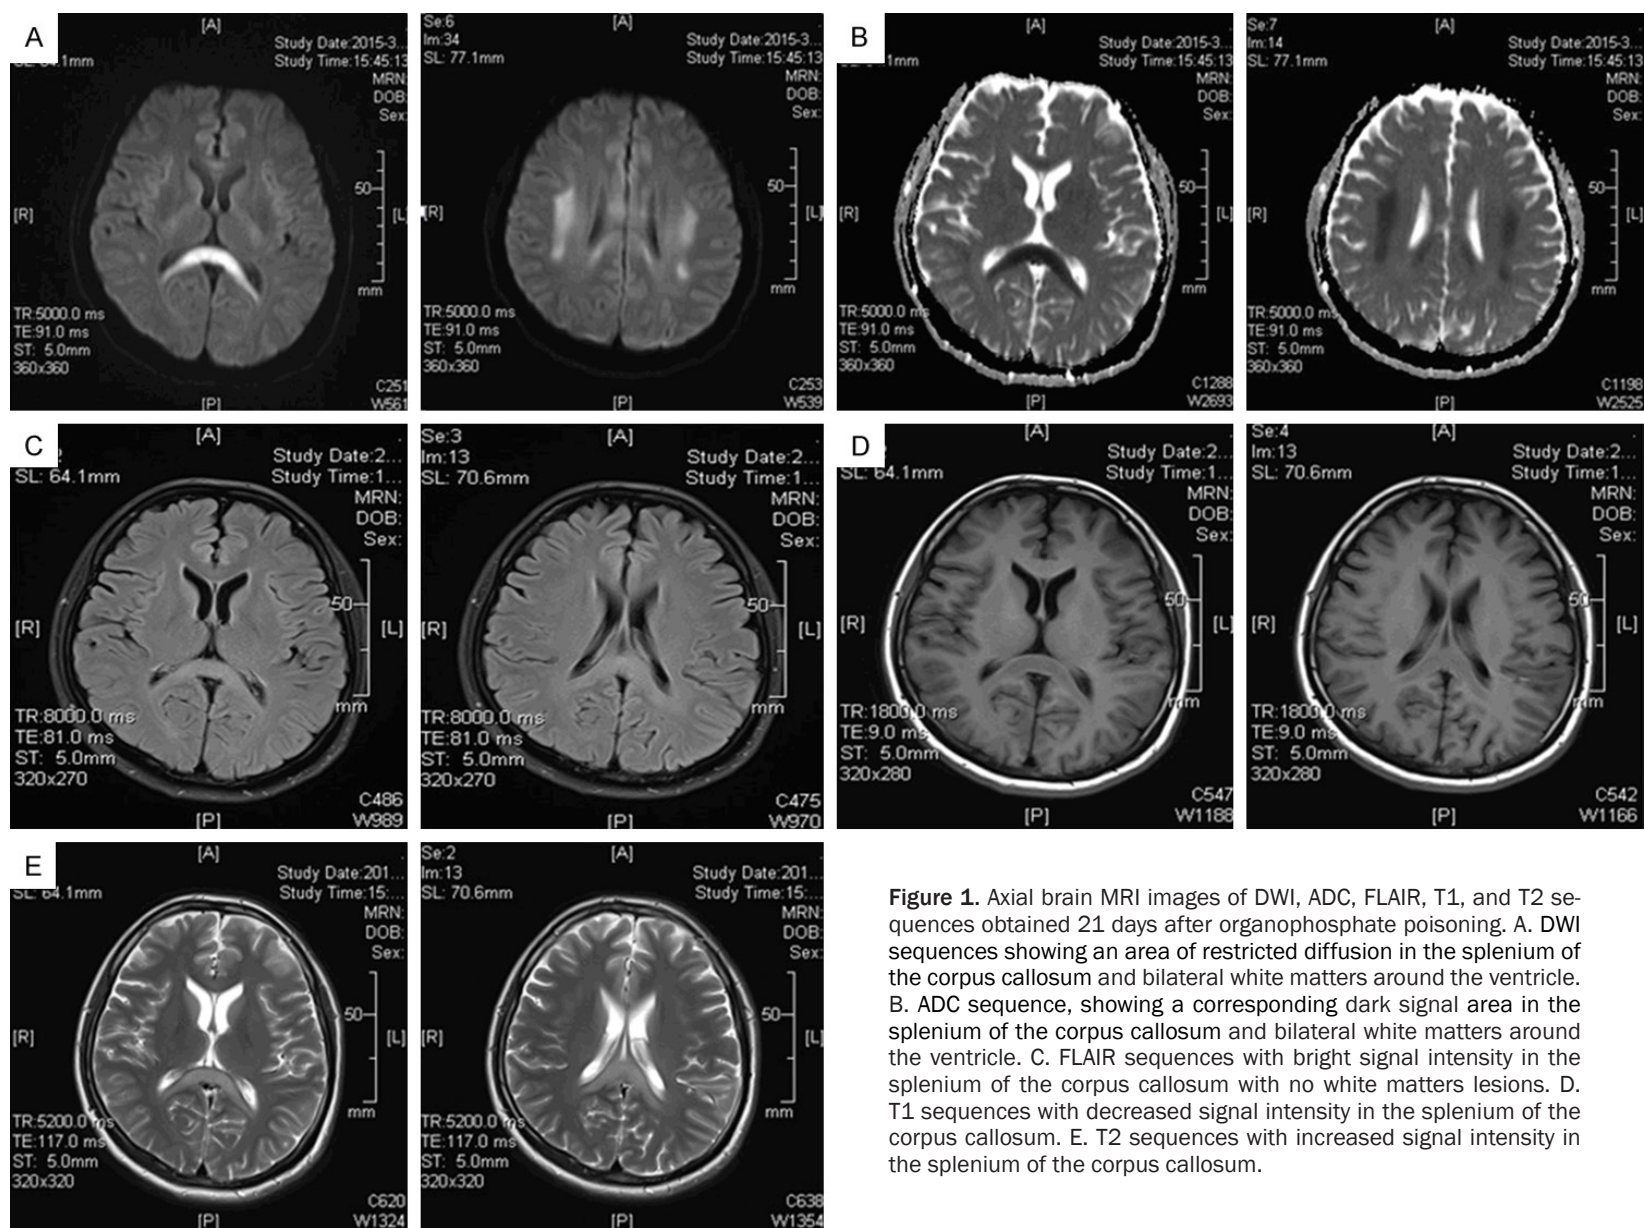 A
[A]
SL: 64.1mm
Study Date:2015-3...
Study Time:15:45:13
MRN:
DOB:
Sex:
50
[R]
[L]
mm
TR:5000.0 ms
TE:91.0 ms
ST: 5.0mm
360x360
C251
W561
[P]
Se:6
Im:34
SL: 77.1mm
[A]
Study Date:2015-3...
Study Time:15:45:13
MRN:
DOB:
Sex:
50
[R]
[L]
mm
TR:5000.0 ms
TE:91.0 ms
ST: 5.0mm
360x360
C253
W539
[P]
B
[A]
Study Date:2015-3...
Study Time:15:45:13
MRN:
DOB:
Sex:
50
[R]
[L]
mm
TR:5000.0 ms
TE:91.0 ms
ST: 5.0mm
360x360
C1288
W2693
[P]
Se:7
Im:14
SL: 77.1mm
[A]
Study Date:2015-3...
Study Time:15:45:13
MRN:
DOB:
Sex:
50
[R]
[L]
mm
TR:5000.0 ms
TE:91.0 ms
ST: 5.0mm
360x360
C1198
W2525
[P]
C
[A]
SL: 64.1mm
Study Date:2...
Study Time:1...
MRN:
DOB:
Sex:
50
[R]
[L]
mm
TR:8000.0 ms
TE:81.0 ms
ST: 5.0mm
320x270
C486
W989
[P]
Se:3
Im:13
SL: 70.6mm
[A]
Study Date:2...
Study Time:1...
MRN:
DOB:
Sex:
50
[R]
[L]
mm
TR:8000.0 ms
TE:81.0 ms
ST: 5.0mm
320x270
C475
W970
[P]
D
[A]
SL: 64.1mm
Study Date:2...
Study Time:1...
MRN:
DOB:
Sex:
50
[R]
[L]
mm
TR:1800.0 ms
TE:9.0 ms
ST: 5.0mm
320x280
C547
W1188
[P]
Se:4
Im:13
SL: 70.6mm
[A]
Study Date:2...
Study Time:1...
MRN:
DOB:
Sex:
50
[R]
[L]
mm
TR:1800.0 ms
TE:9.0 ms
ST: 5.0mm
320x280
C542
W1166
[P]
E
[A]
SL: 64.1mm
Study Date:201...
Study Time:15:...
MRN:
DOB:
Sex:
50
[R]
[L]
mm
TR:5200.0 ms
TE:117.0 ms
ST: 5.0mm
320x320
C620
W1324
[P]
Se:2
Im:13
SL: 70.6mm
[A]
Study Date:201...
Study Time:15:...
MRN:
DOB:
Sex:
50
[R]
[L]
mm
TR:5200.0 ms
TE:117.0 ms
ST: 5.0mm
320x320
C638
W1354
[P]
Figure 1. Axial brain MRI images of DWI, ADC, FLAIR, T1, and T2 se-
quences obtained 21 days after organophosphate poisoning. A. DWI
sequences showing an area of restricted diffusion in the splenium of
the corpus callosum and bilateral white matters around the ventricle.
B. ADC sequence, showing a corresponding dark signal area in the
splenium of the corpus callosum and bilateral white matters around
the ventricle. C. FLAIR sequences with bright signal intensity in the
splenium of the corpus callosum with no white matters lesions. D.
T1 sequences with decreased signal intensity in the splenium of the
corpus callosum. E. T2 sequences with increased signal intensity in
the splenium of the corpus callosum.